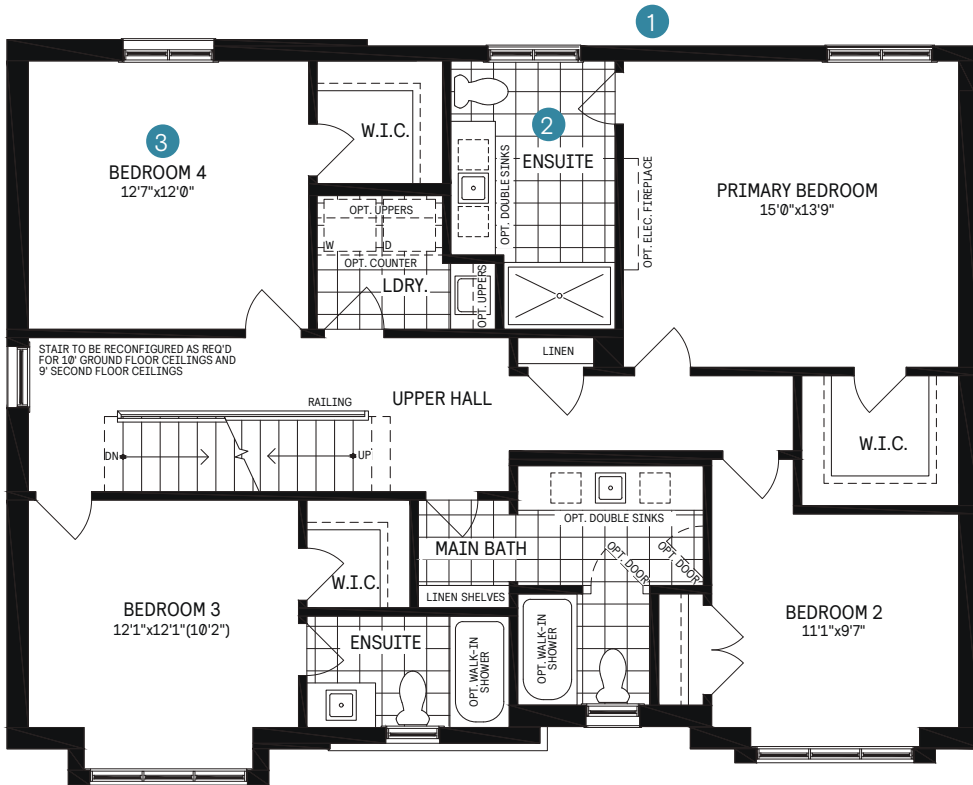 1
3
BEDROOM 4
12'7"x12'0"
W.I.C.
OPT. UPPERS
W
D
OPT. COUNTER
LDRY.
OPT. UPPERS
2
ENSUITE
OPT. DOUBLE SINKS
OPT. ELEC. FIREPLACE
PRIMARY BEDROOM
15'0"x13'9"
LINEN
STAIR TO BE RECONFIGURED AS REQ'D
FOR 10' GROUND FLOOR CEILINGS AND
9' SECOND FLOOR CEILINGS
RAILING
UPPER HALL
DN
UP
W.I.C.
OPT. DOUBLE SINKS
MAIN BATH
OPT. DOOR
OPT. DOOR
LINEN SHELVES
W.I.C.
BEDROOM 3
12'1"x12'1"(10'2")
ENSUITE
OPT. WALK-IN
SHOWER
OPT. WALK-IN
SHOWER
BEDROOM 2
11'1"x9'7"